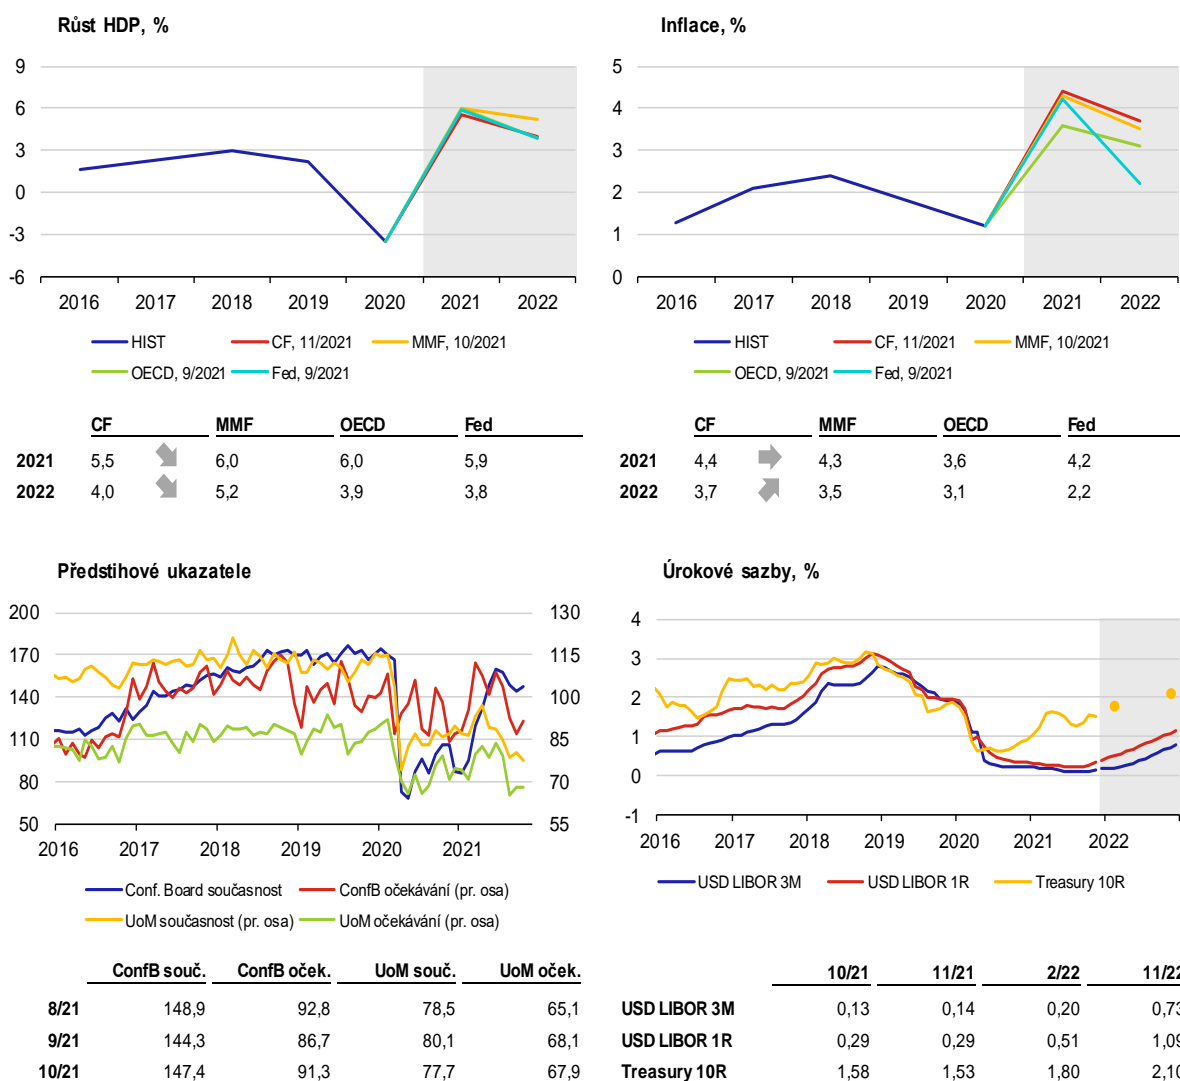 Růst HDP, %
9
6
3
0
-3
-6
2016 2017 2018 2019 2020 2021 2022
HIST CF, 11/2021 MMF, 10/2021
OECD, 9/2021 Fed, 9/2021
CF MMF OECD Fed
2021 5,5 6,0 6,0 5,9
2022 4,0 5,2 3,9 3,8
Inflace, %
5
4
3
2
1
0
2016 2017 2018 2019 2020 2021 2022
HIST CF, 11/2021 MMF, 10/2021
OECD, 9/2021 Fed, 9/2021
CF MMF OECD Fed
2021 4,4 4,3 3,6 4,2
2022 3,7 3,5 3,1 2,2
Předstihové ukazatele
200 130
170 115
140 100
110 85
80 70
50 55
2016 2017 2018 2019 2020 2021
Conf. Board současnost ConfB očekávání (pr. osa)
UoM současnost (pr. osa) UoM očekávání (pr. osa)
ConfB souč. ConfB oček. UoM souč. UoM oček.
8/21 148,9 92,8 78,5 65,1
9/21 144,3 86,7 80,1 68,1
10/21 147,4 91,3 77,7 67,9
Úrokové sazby, %
4
3
2
1
0
-1
2016 2017 2018 2019 2020 2021 2022
USD LIBOR 3M USD LIBOR 1R Treasury 10R
10/21 11/21 2/22 11/22
USD LIBOR 3M 0,13 0,14 0,20 0,73
USD LIBOR 1R 0,29 0,29 0,51 1,09
Treasury 10R 1,58 1,53 1,80 2,10